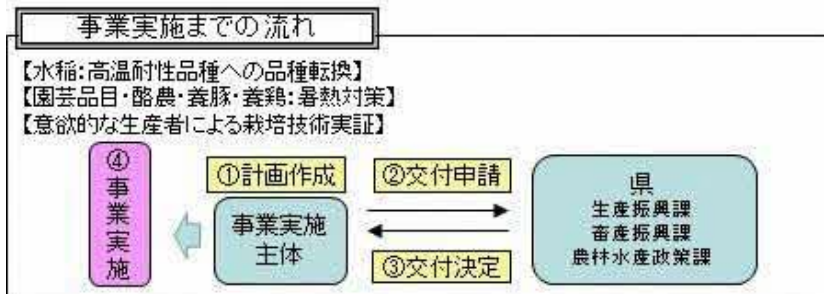 事業実施までの流れ
【水稲:高温耐性品種への品種転換】
【園芸品目・酪農・養豚・養鶏:暑熱対策】
【意欲的な生産者による栽培技術実証】
④事業実施
①計画作成
事業実施
主体
②交付申請
③交付決定
県
生産振興課
畜産振興課
農林水産政策課